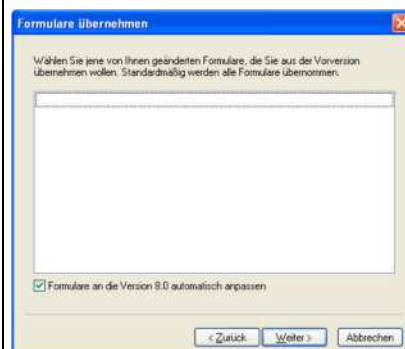 Formulare übernehmen
Wählen Sie jene von Ihnen geänderten Formulare, die Sie aus der Vorversion
übernehmen wollen. Standardmäßig werden alle Formulare übernommen.
Formulare an die Version 8.0 automatisch anpassen
< Zurück Weiter > Abbrechen